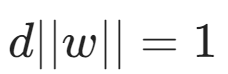 d||w|| = 1